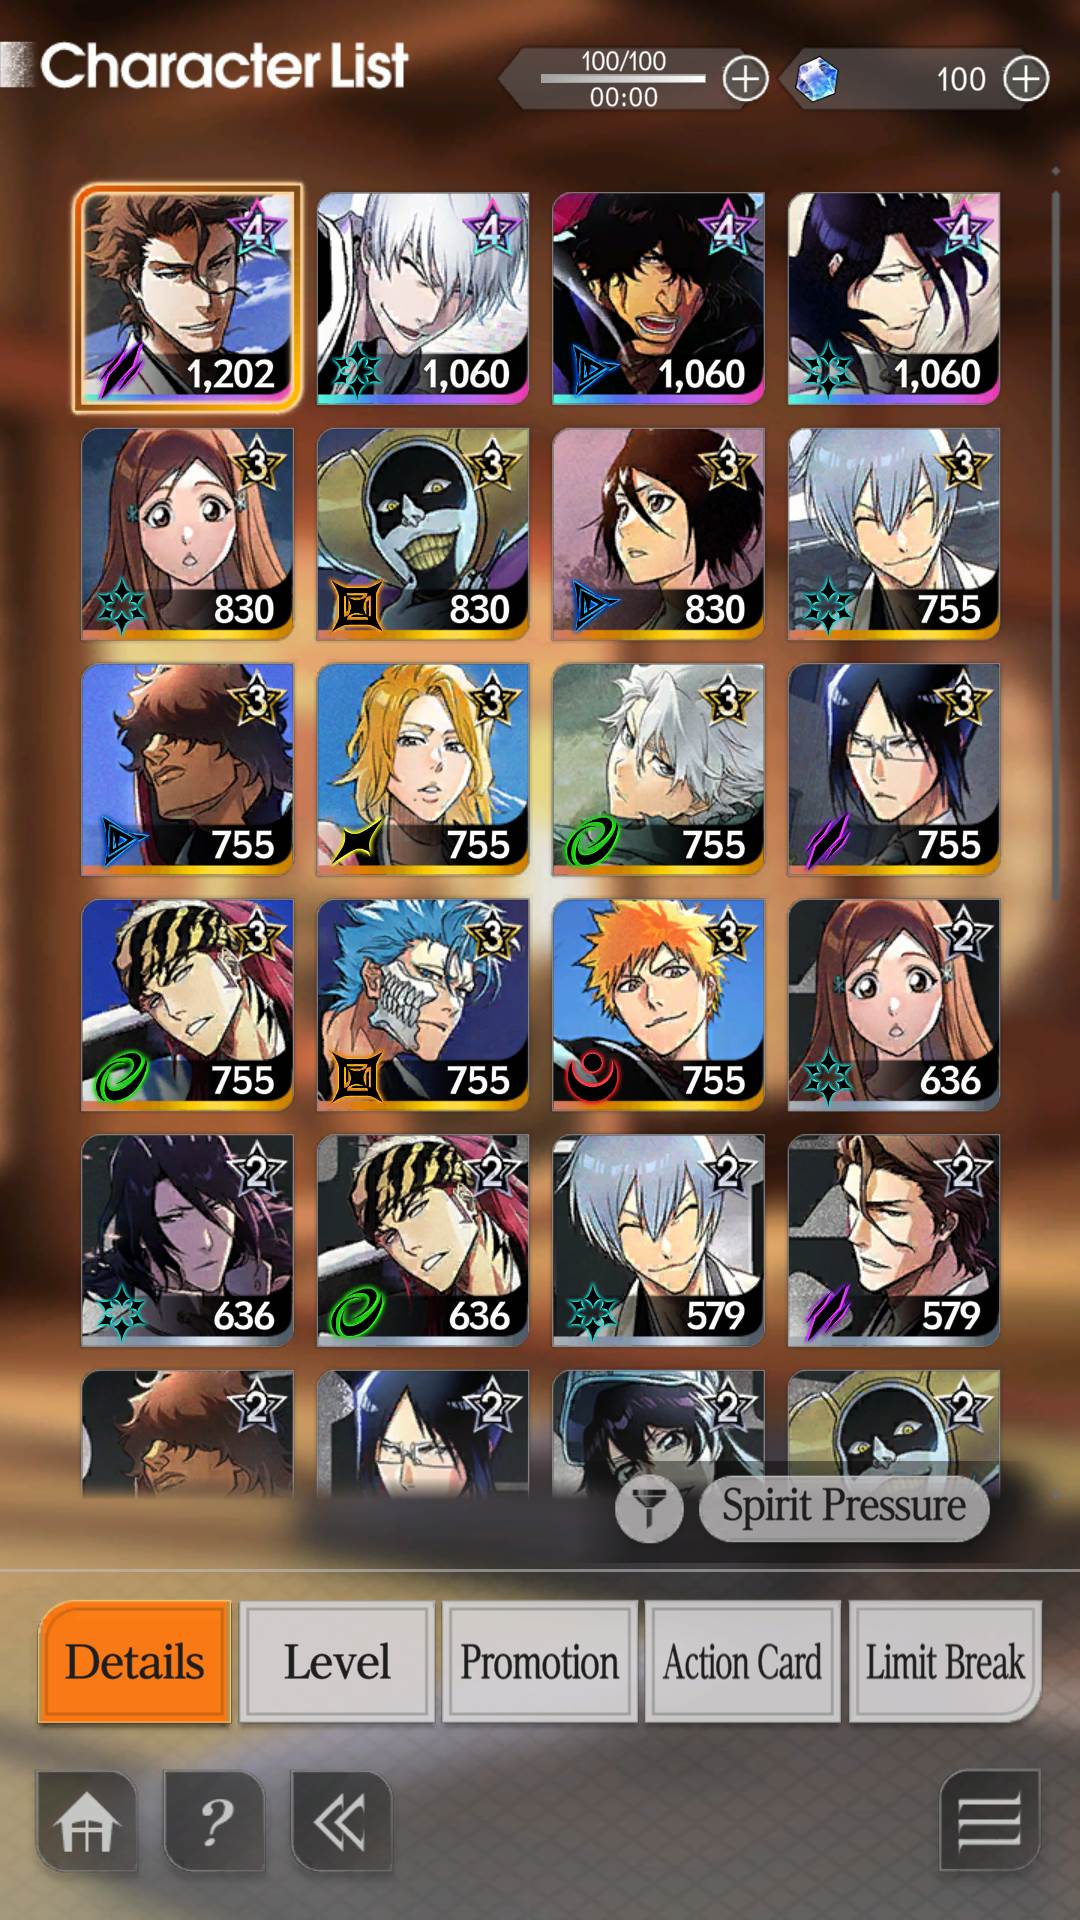 Character List
100/100
00:00
100
4 4 4 4
1,202 1,060 1,060 1,060
3 3 3 3
830 830 830 755
3 3 3 3
755 755 755 755
3 3 3 2
755 755 755 636
2 2 2 2
636 636 579 579
2 2 2 2
Spirit Pressure
Details Level Promotion Action Card Limit Break
?